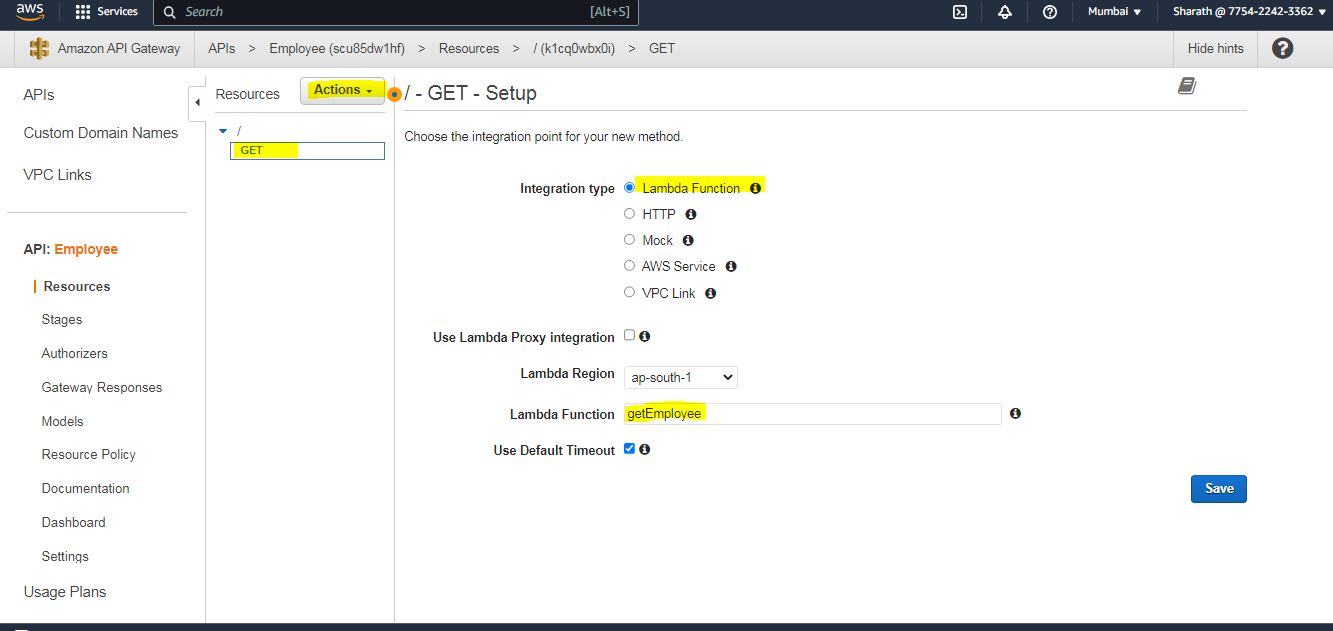 aws Services Search [Alt+S] Mumbai ▼ Sharath @ 7754-2242-3362 ▼
Amazon API Gateway APIs > Employee (scu85dw1hf) > Resources > / (k1cq0wbx0i) > GET Hide hints
APIs
Custom Domain Names
VPC Links
API: Employee
Resources
Stages
Authorizers
Gateway Responses
Models
Resource Policy
Documentation
Dashboard
Settings
Usage Plans
Resources Actions
/
GET
/ - GET - Setup
Choose the integration point for your new method.
Integration type Lambda Function
HTTP
Mock
AWS Service
VPC Link
Use Lambda Proxy integration
Lambda Region ap-south-1
Lambda Function getEmployee
Use Default Timeout
Save